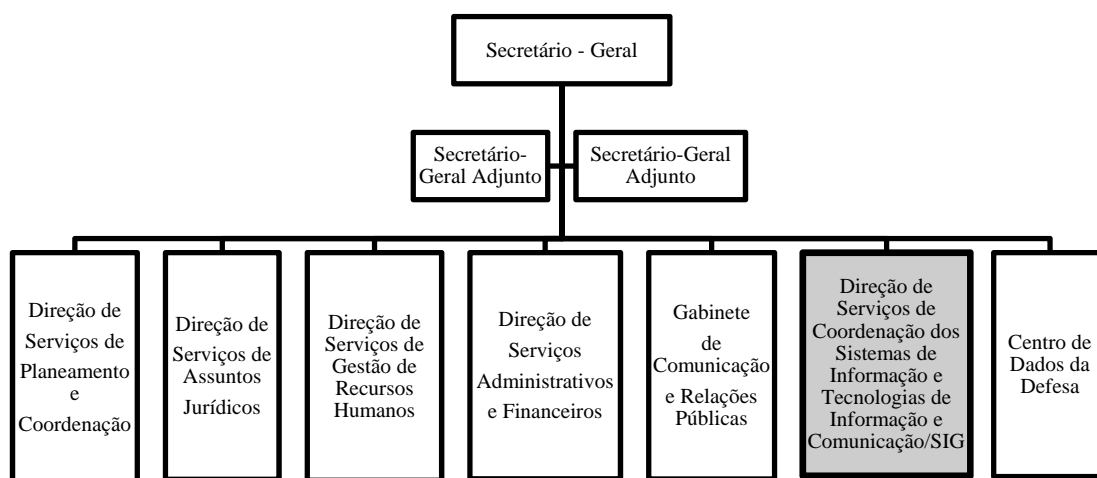 Secretário - Geral
Secretário-
Geral Adjunto
Secretário-Geral
Adjunto
Direção de
Serviços de
Planeamento
e
Coordenação
Direção de
Serviços de
Assuntos
Jurídicos
Direção de
Serviços de
Gestão de
Recursos
Humanos
Direção de
Serviços
Administrativos
e Financeiros
Gabinete
de
Comunicação
e Relações
Públicas
Direção de
Serviços de
Coordenação dos
Sistemas de
Informação e
Tecnologias de
Informação e
Comunicação/SIG
Centro de
Dados da
Defesa